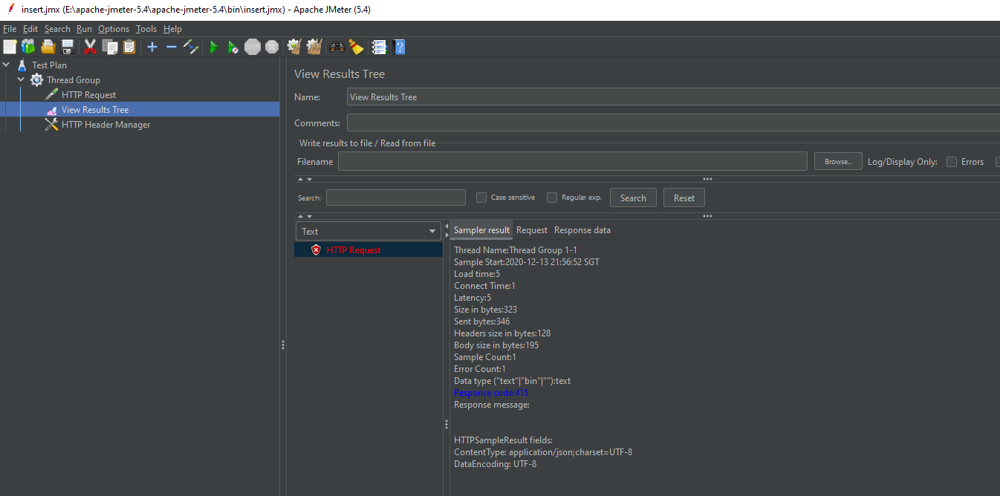 insert.jmx (E:\apache-jmeter-5.4\apache-jmeter-5.4\bin\insert.jmx) - Apache JMeter (5.4)
File Edit Search Run Options Tools Help
STOP
Test Plan
Thread Group
HTTP Request
View Results Tree
HTTP Header Manager
View Results Tree
Name: View Results Tree
Comments:
Write results to file / Read from file
Filename Browse... Log/Display Only: Errors
Search: Case sensitive Regular exp. Search Reset
Text
HTTP Request
Sampler result Request Response data
Thread Name:Thread Group 1-1
Sample Start:2020-12-13 21:56:52 SGT
Load time:5
Connect Time:1
Latency:5
Size in bytes:323
Sent bytes:346
Headers size in bytes:128
Body size in bytes:195
Sample Count:1
Error Count:1
Data type ("text"|"bin"|""):text
Response code:415
Response message:
HTTPSampleResult fields:
ContentType: application/json;charset=UTF-8
DataEncoding: UTF-8